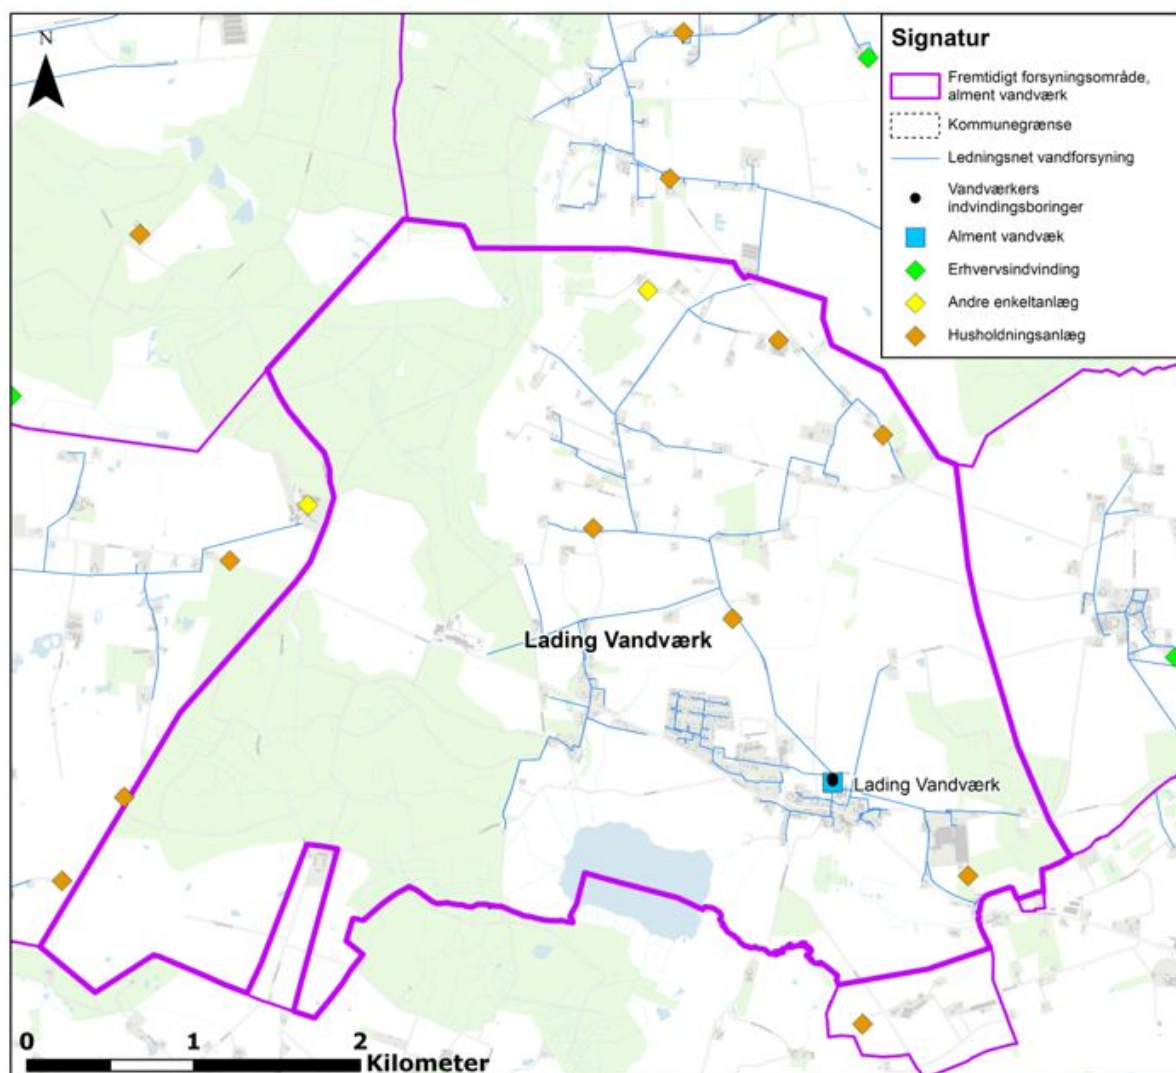 N
Signatur
Fremtidigt forsyningsområde,
alment vandværk
Kommunegrænse
Ledningsnet vandforsyning
Vandværkers
indvindingsboringer
Alment vandvæk
Erhvervsindvinding
Andre enkeltanlæg
Husholdningsanlæg
Lading Vandværk
Lading Vandværk
0 1 2
Kilometer